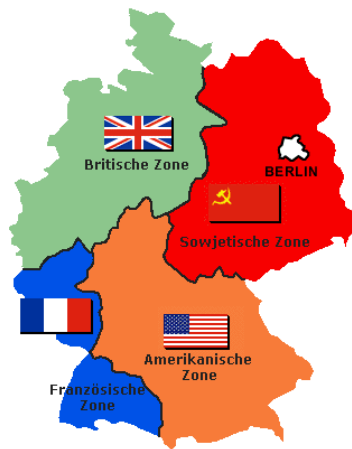 Britische Zone
BERLIN
Sowjetische Zone
Amerikanische
Zone
Französische
Zone